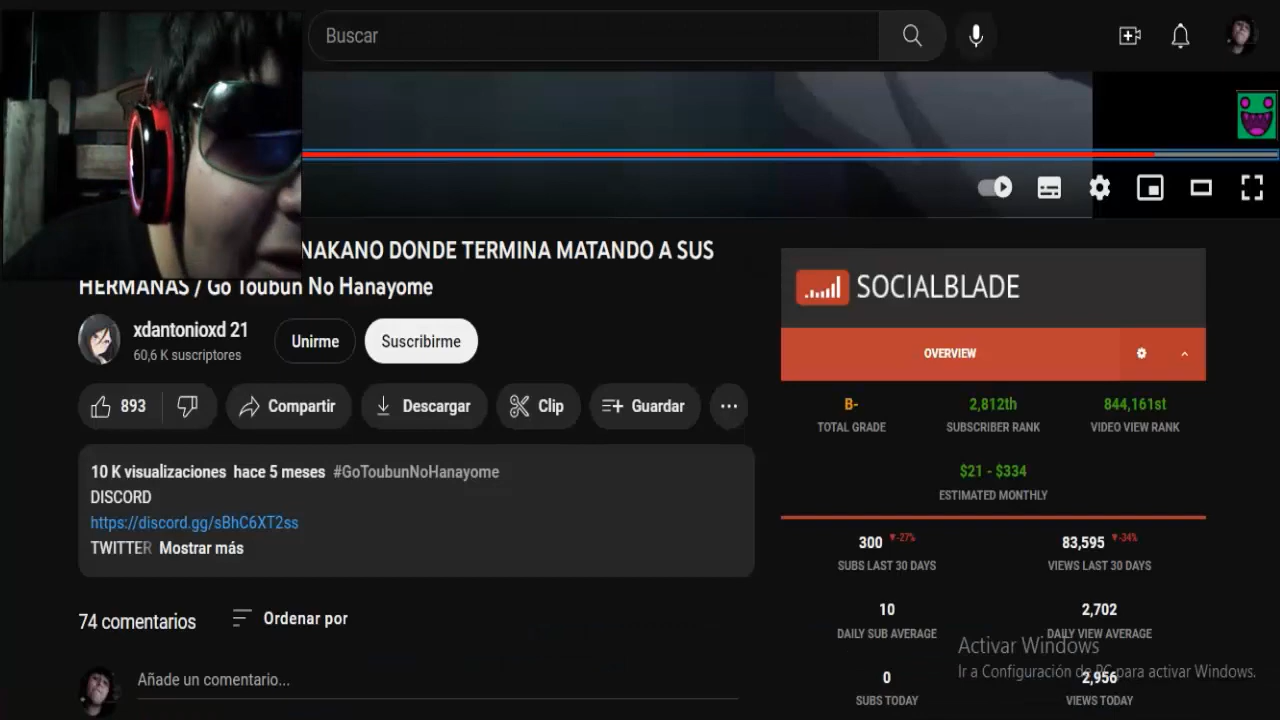 Buscar
NAKANO DONDE TERMINA MATANDO A SUS
HERMANAS / Go Toubun No Hanayome
xdantonioxd 21
60,6 K suscriptores
Unirme
Suscribirme
893
Compartir
Descargar
Clip
Guardar
10 K visualizaciones hace 5 meses #GoToubunNoHanayome
DISCORD
https://discord.gg/sBhC6XT2ss
TWITTER Mostrar más
74 comentarios
Ordenar por
Añade un comentario...
SOCIALBLADE
OVERVIEW
B-
TOTAL GRADE
2,812th
SUBSCRIBER RANK
844,161st
VIDEO VIEW RANK
$21 - $334
ESTIMATED MONTHLY
300 ▼-27%
SUBS LAST 30 DAYS
83,595 ▼-34%
VIEWS LAST 30 DAYS
10
DAILY SUB AVERAGE
2,702
DAILY VIEW AVERAGE
0
SUBS TODAY
2,956
VIEWS TODAY
Activar Windows
Ir a Configuración de PC para activar Windows.